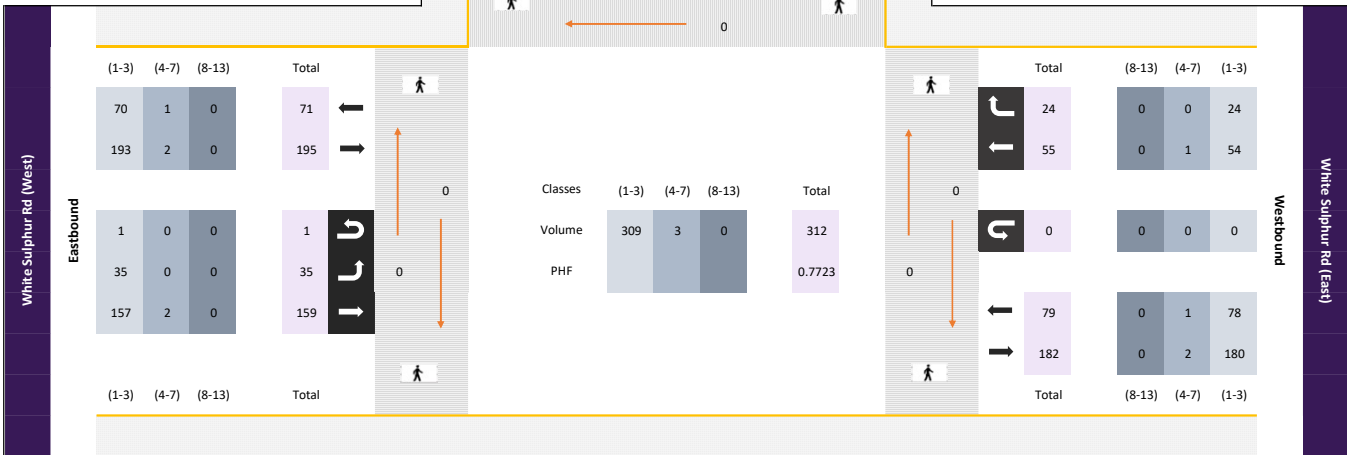 0
(1-3) (4-7) (8-13) Total
Total (8-13) (4-7) (1-3)
70 1 0 71
24 0 0 24
193 2 0 195
55 0 1 54
White Sulphur Rd (West)
Eastbound
0
Classes (1-3) (4-7) (8-13) Total
0
Westbound
White Sulphur Rd (East)
1 0 0 1
Volume 309 3 0 312
0 0 0 0
35 0 0 35
0
PHF 0.7723
0
157 2 0 159
79 0 1 78
182 0 2 180
(1-3) (4-7) (8-13) Total
Total (8-13) (4-7) (1-3)